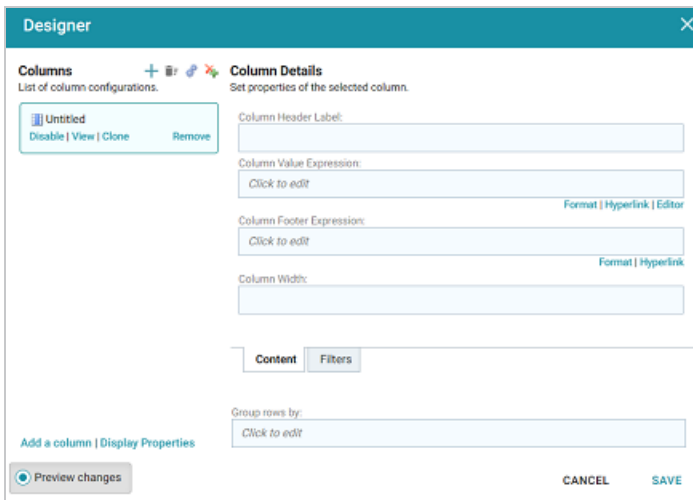 Designer
Columns
List of column configurations.
Untitled
Disable | View | Clone
Remove
Add a column | Display Properties
Preview changes
Column Details
Set properties of the selected column.
Column Header Label:
Column Value Expression:
Click to edit
Format | Hyperlink | Editor
Column Footer Expression:
Click to edit
Format | Hyperlink
Column Width:
Content
Filters
Group rows by:
Click to edit
CANCEL
SAVE